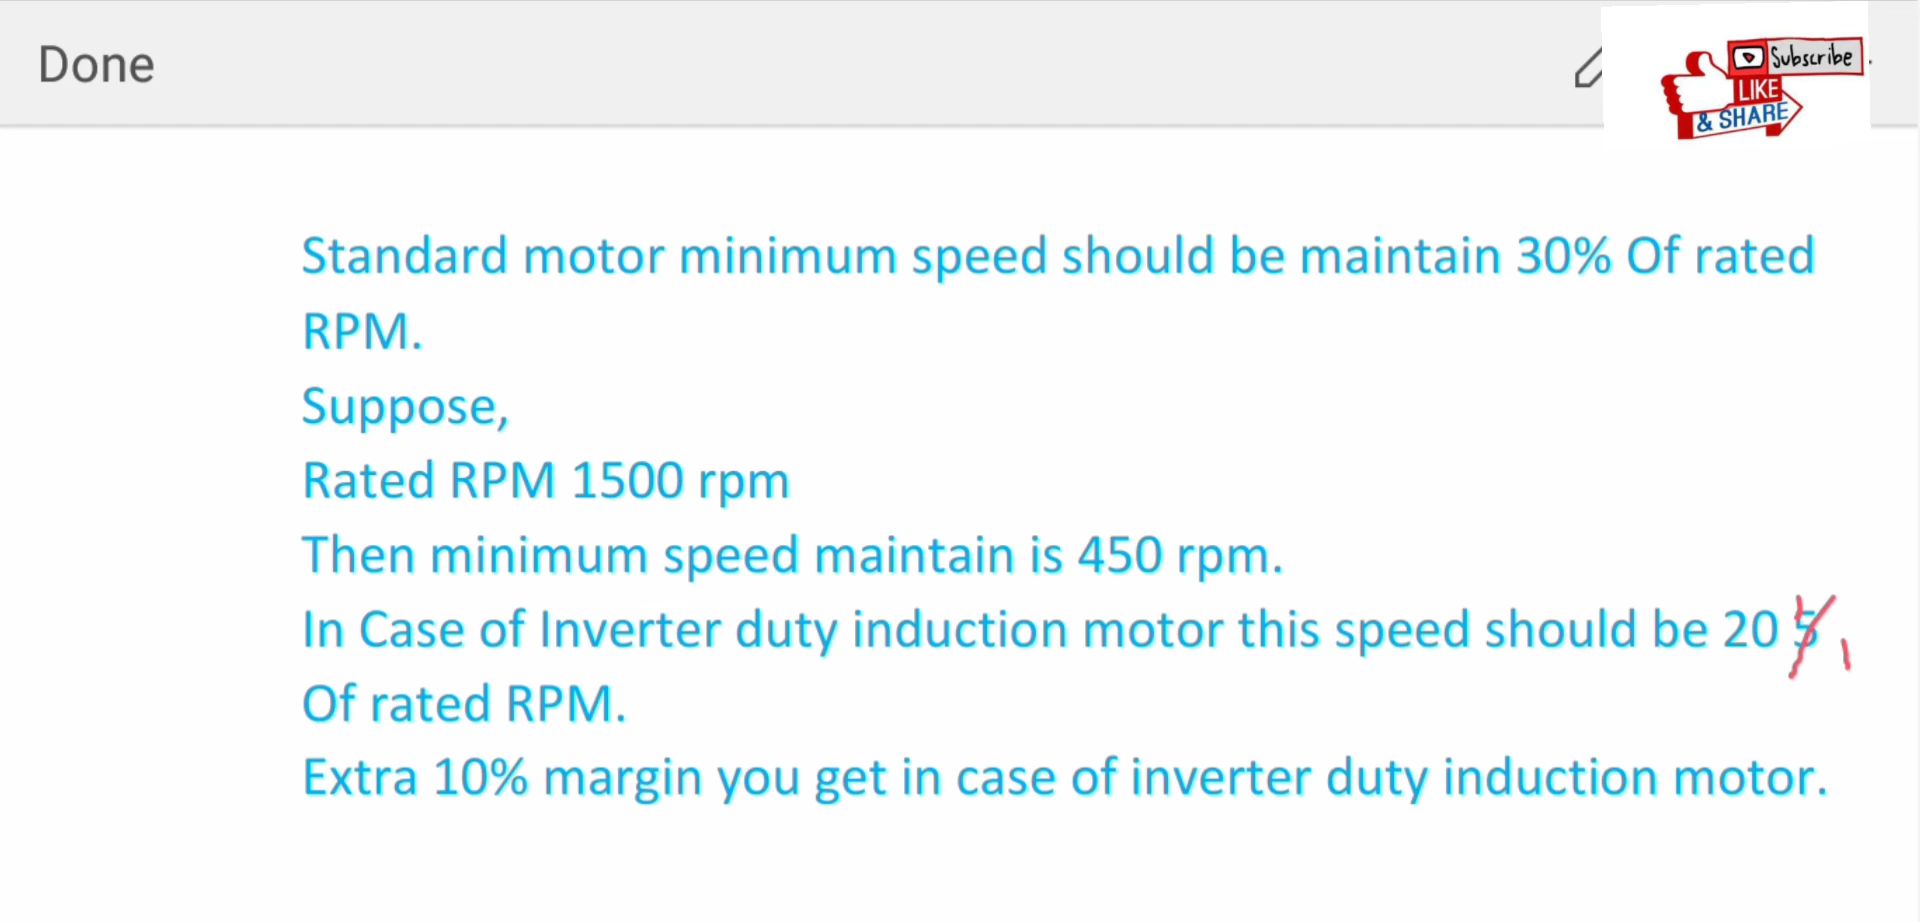 Done
Subscribe
LIKE
& SHARE
Standard motor minimum speed should be maintain 30% Of rated
RPM.
Suppose,
Rated RPM 1500 rpm
Then minimum speed maintain is 450 rpm.
In Case of Inverter duty induction motor this speed should be 20 5
Of rated RPM.
Extra 10% margin you get in case of inverter duty induction motor.